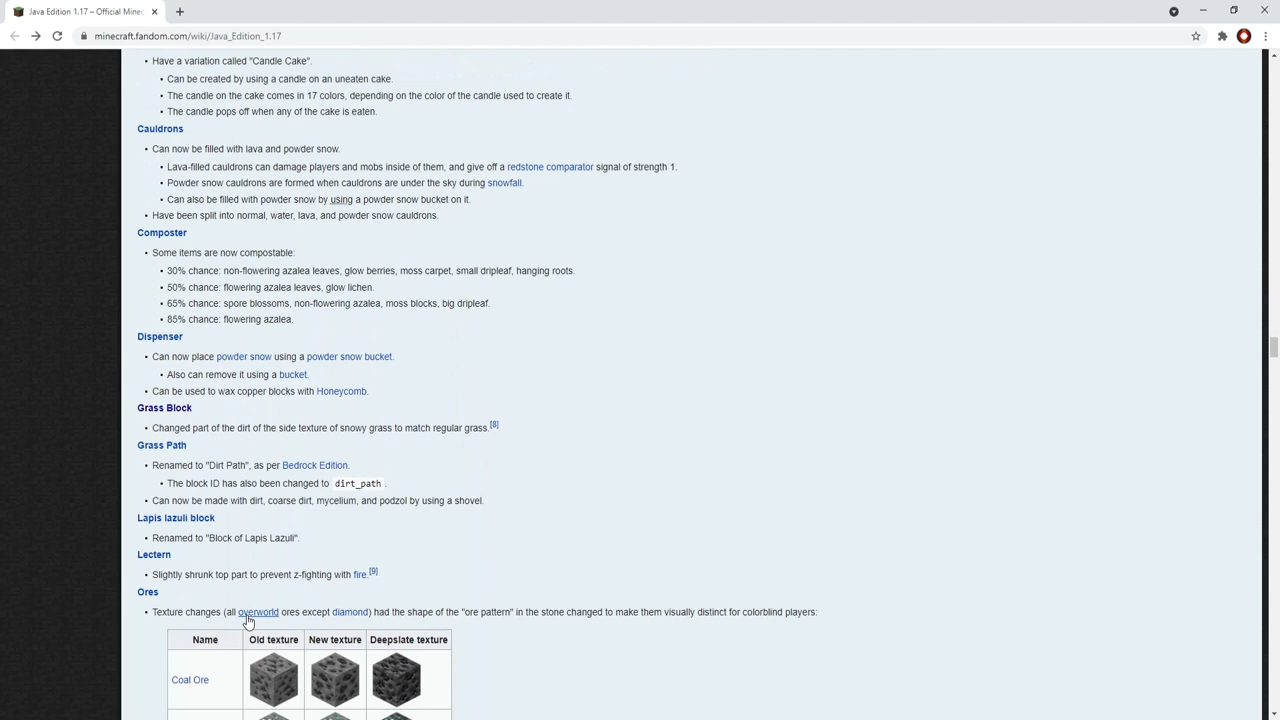 Java Edition 1.17 – Official Minec
minecraft.fandom.com/wiki/Java_Edition_1.17
• Have a variation called "Candle Cake".
• Can be created by using a candle on an uneaten cake.
• The candle on the cake comes in 17 colors, depending on the color of the candle used to create it.
• The candle pops off when any of the cake is eaten.
Cauldrons
• Can now be filled with lava and powder snow.
• Lava-filled cauldrons can damage players and mobs inside of them, and give off a redstone comparator signal of strength 1.
• Powder snow cauldrons are formed when cauldrons are under the sky during snowfall.
• Can also be filled with powder snow by using a powder snow bucket on it.
• Have been split into normal, water, lava, and powder snow cauldrons.
Composter
• Some items are now compostable:
• 30% chance: non-flowering azalea leaves, glow berries, moss carpet, small dripleaf, hanging roots.
• 50% chance: flowering azalea leaves, glow lichen.
• 65% chance: spore blossoms, non-flowering azalea, moss blocks, big dripleaf.
• 85% chance: flowering azalea.
Dispenser
• Can now place powder snow using a powder snow bucket.
• Also can remove it using a bucket.
• Can be used to wax copper blocks with Honeycomb.
Grass Block
• Changed part of the dirt of the side texture of snowy grass to match regular grass.[8]
Grass Path
• Renamed to "Dirt Path", as per Bedrock Edition.
• The block ID has also been changed to dirt_path.
• Can now be made with dirt, coarse dirt, mycelium, and podzol by using a shovel.
Lapis lazuli block
• Renamed to "Block of Lapis Lazuli".
Lectern
• Slightly shrunk top part to prevent z-fighting with fire.[9]
Ores
• Texture changes (all overworld ores except diamond) had the shape of the "ore pattern" in the stone changed to make them visually distinct for colorblind players:
Name Old texture New texture Deepslate texture
Coal Ore